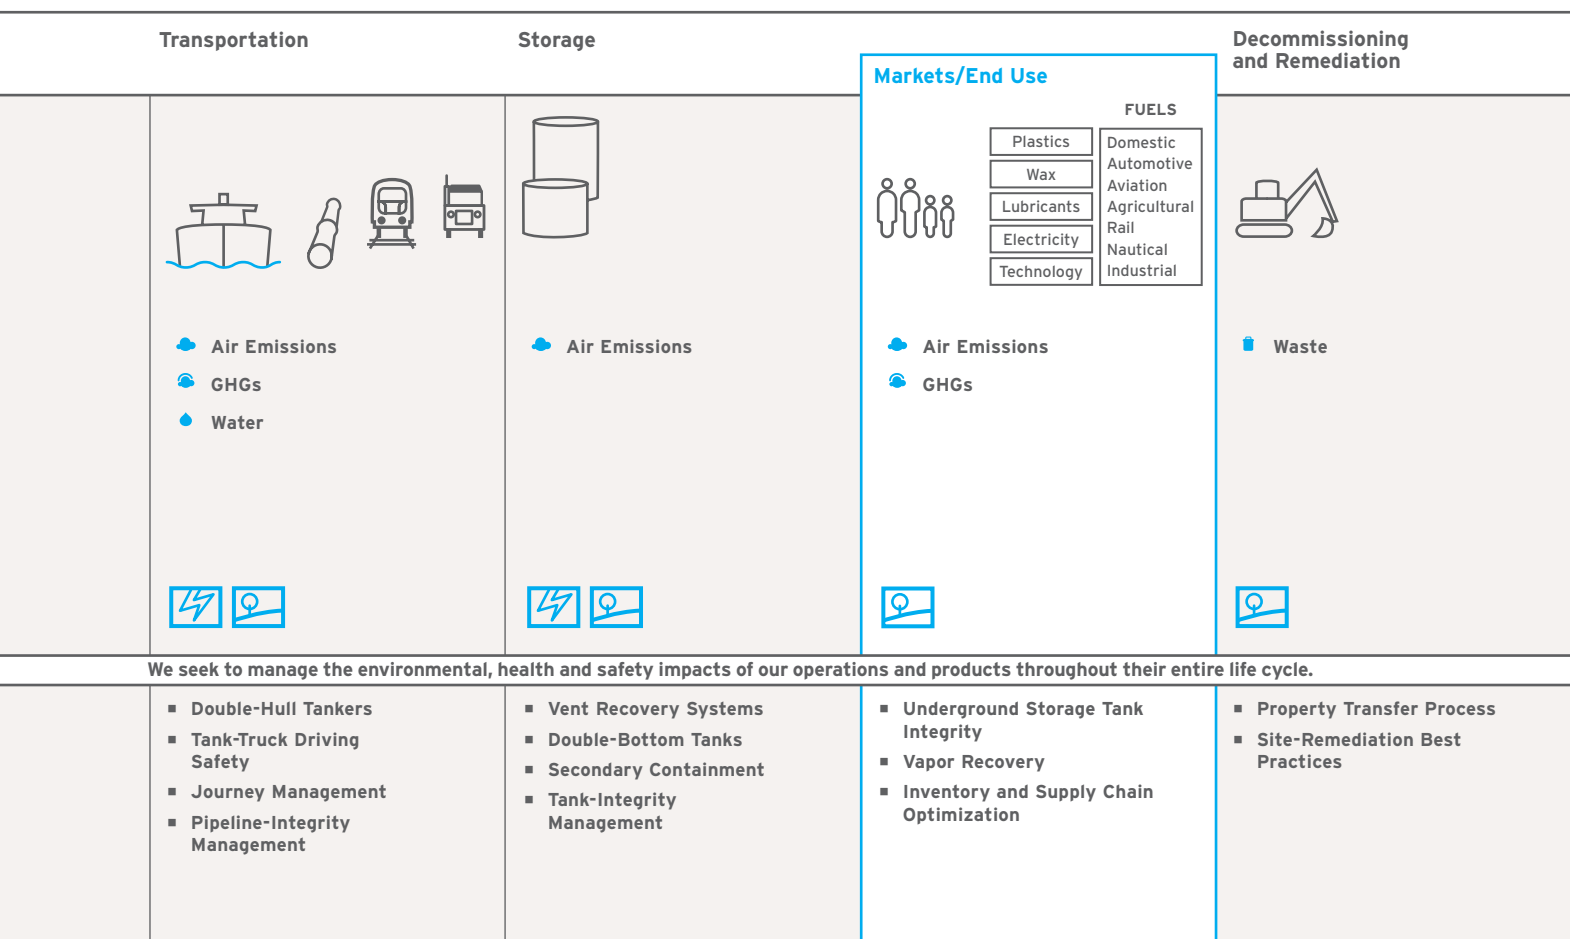 Transportation
Storage
Markets/End Use
Decommissioning
and Remediation
FUELS
Plastics
Wax
Lubricants
Electricity
Technology
Domestic
Automotive
Aviation
Agricultural
Rail
Nautical
Industrial
Air Emissions
GHGs
Water
Air Emissions
Air Emissions
GHGs
Waste
We seek to manage the environmental, health and safety impacts of our operations and products throughout their entire life cycle.
Double-Hull Tankers
Tank-Truck Driving
Safety
Journey Management
Pipeline-Integrity
Management
Vent Recovery Systems
Double-Bottom Tanks
Secondary Containment
Tank-Integrity
Management
Underground Storage Tank
Integrity
Vapor Recovery
Inventory and Supply Chain
Optimization
Property Transfer Process
Site-Remediation Best
Practices